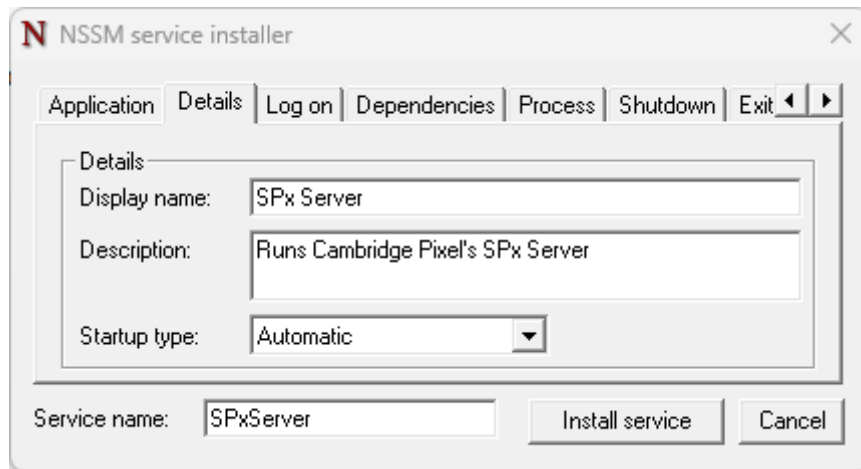 N NSSM service installer
Application Details Log on Dependencies Process Shutdown Exit
Details
Display name: SPx Server
Description: Runs Cambridge Pixel's SPx Server
Startup type: Automatic
Service name: SPxServer Install service Cancel